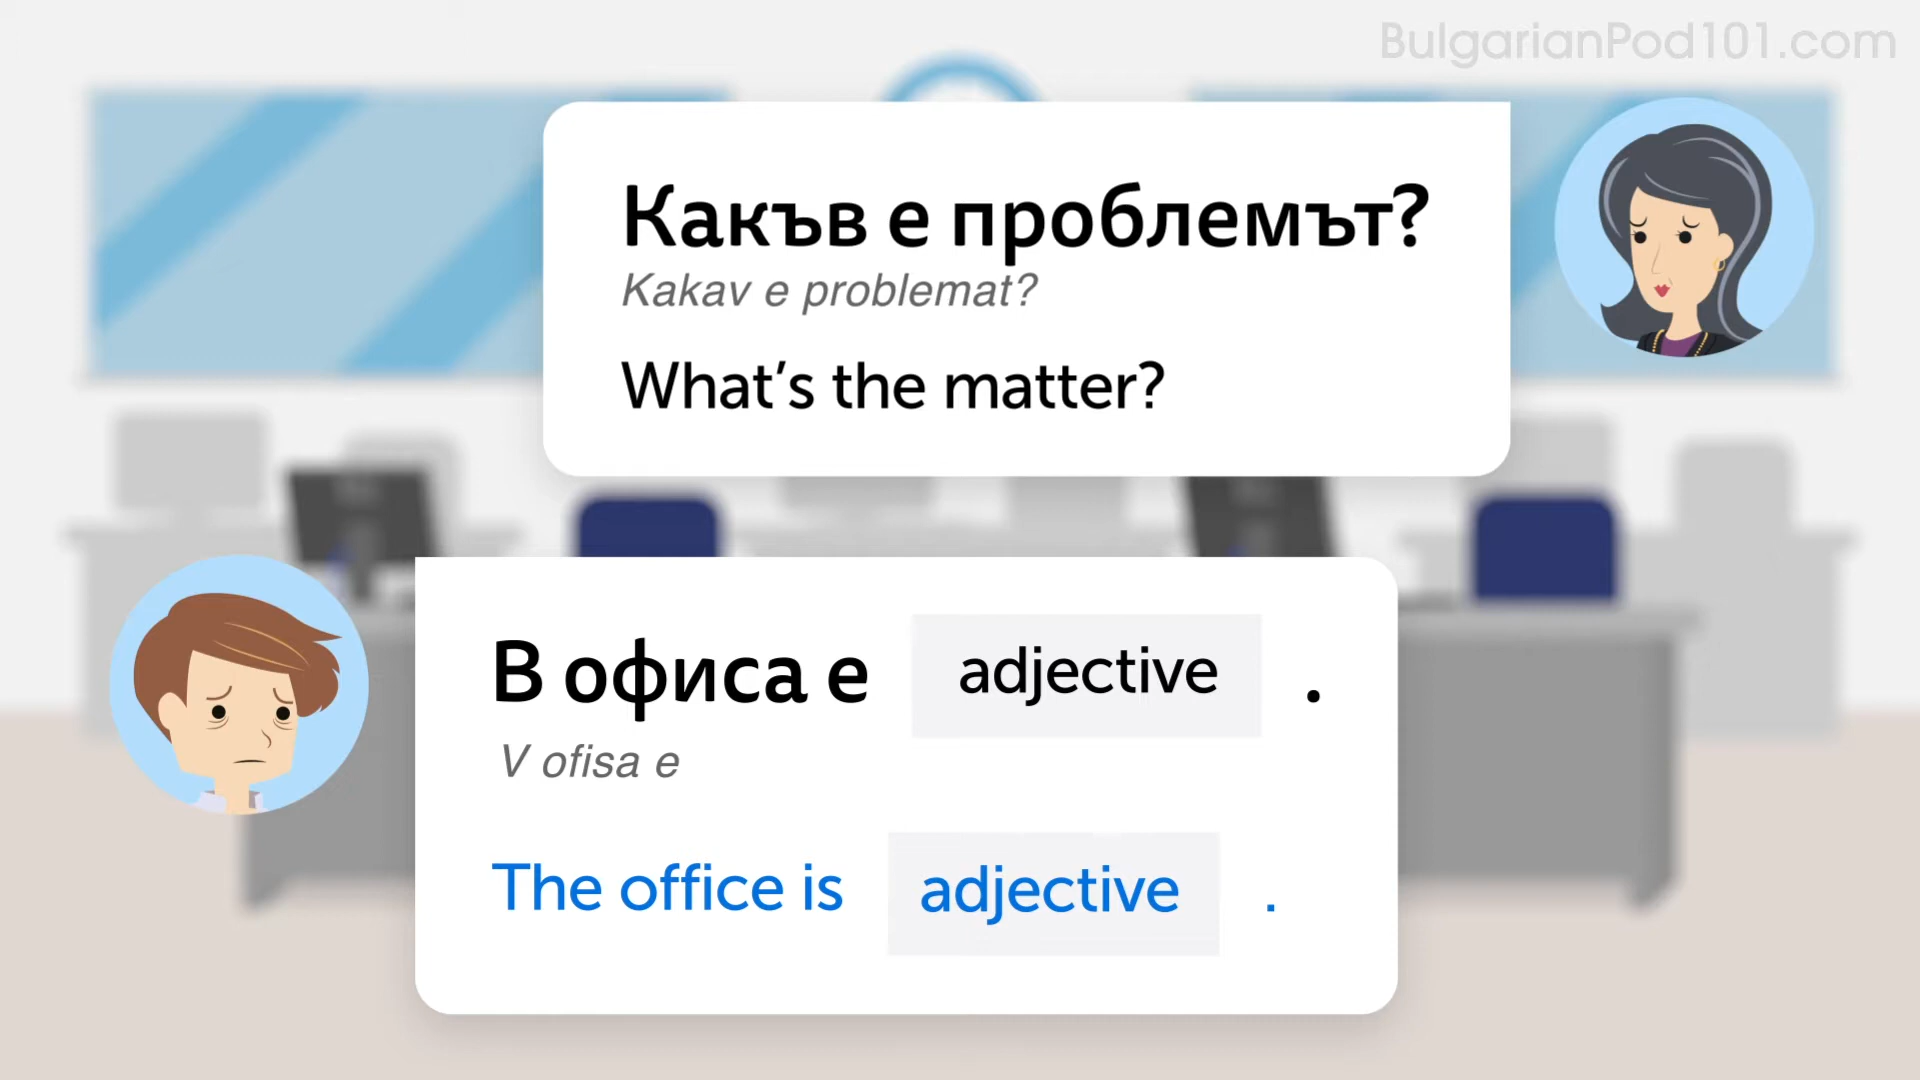 BulgarianPod101.com
Какъв е проблемът?
Kakav e problemat?
What's the matter?
В офиса е adjective .
V ofisa e
The office is adjective .